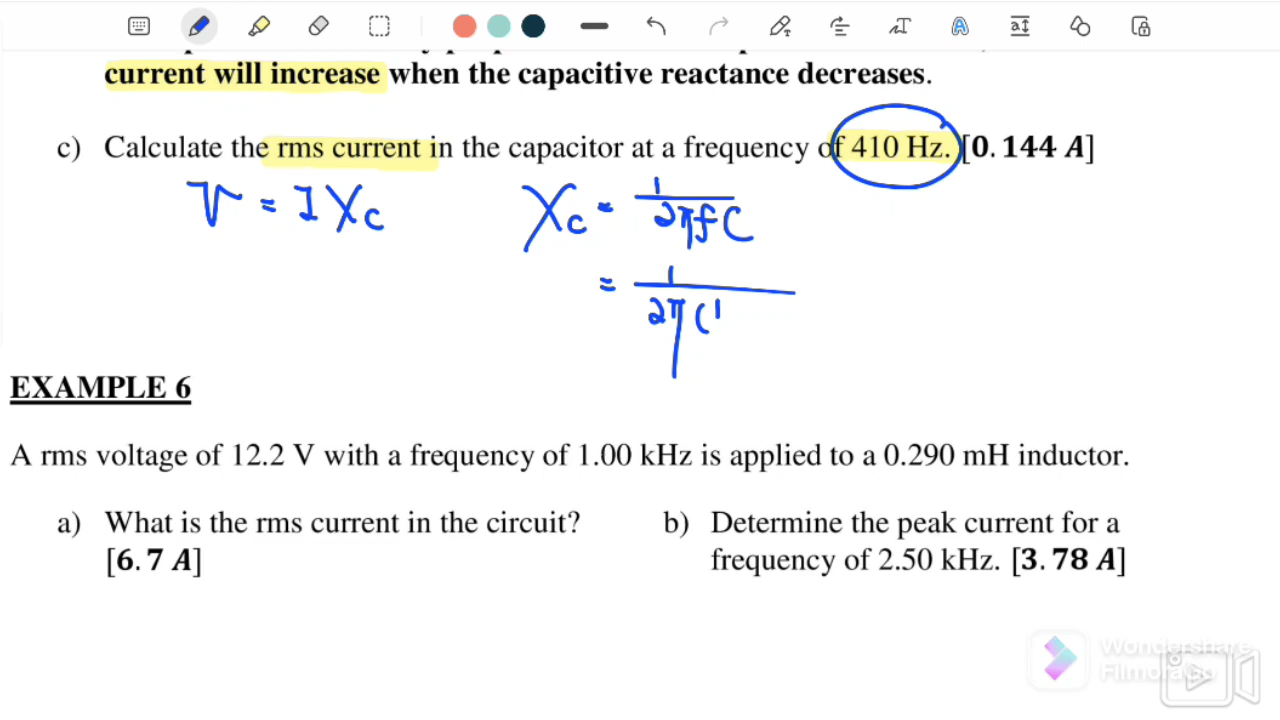 current will increase when the capacitive reactance decreases.
c) Calculate the rms current in the capacitor at a frequency of 410 Hz. [0.144 A]
V = I Xc
Xc = 1/2πfC
= 1/2π(
EXAMPLE 6
A rms voltage of 12.2 V with a frequency of 1.00 kHz is applied to a 0.290 mH inductor.
a) What is the rms current in the circuit?
[6.7 A]
b) Determine the peak current for a
frequency of 2.50 kHz. [3.78 A]
Wondershare
Filmora